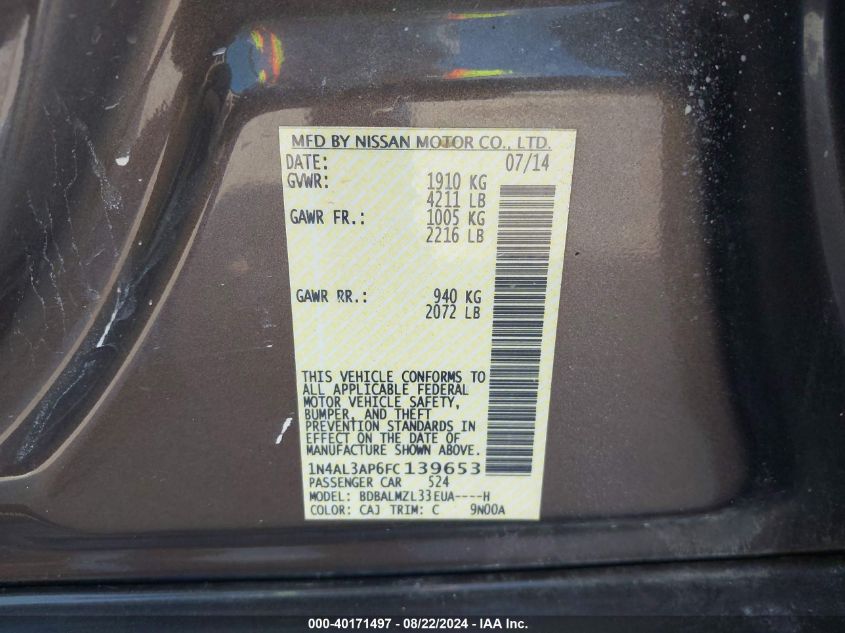 MFD BY NISSAN MOTOR CO., LTD.
DATE: 07/14
GVWR: 1910 KG
4211 LB
GAWR FR.: 1005 KG
2216 LB
GAWR RR.: 940 KG
2072 LB
THIS VEHICLE CONFORMS TO
ALL APPLICABLE FEDERAL
MOTOR VEHICLE SAFETY,
BUMPER, AND THEFT
PREVENTION STANDARDS IN
EFFECT ON THE DATE OF
MANUFACTURE SHOWN ABOVE.
1N4AL3AP6FC139653
PASSENGER CAR 524
MODEL: BDBALMZL33EUA----H
COLOR: CAJ TRIM: C 9N00A
000-40171497 - 08/22/2024 - IAA Inc.